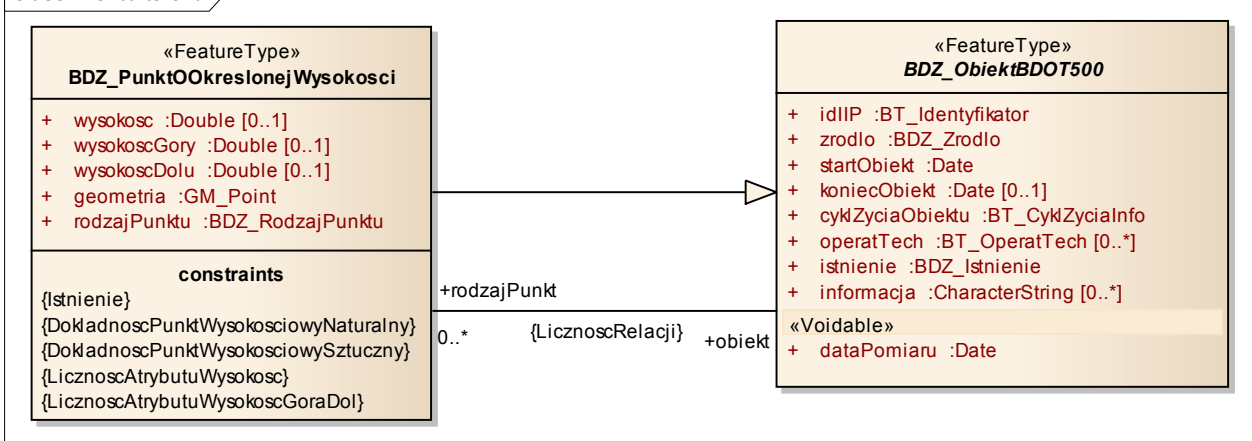 «FeatureType»
BDZ_PunktOOkreslonejWysokosci
+ wysokosc :Double [0..1]
+ wysokoscGory :Double [0..1]
+ wysokoscDolu :Double [0..1]
+ geometria :GM_Point
+ rodzajPunktu :BDZ_RodzajPunktu
constraints
{Istnienie}
{DokladnoscPunktWysokosciowyNaturalny}
{DokladnoscPunktWysokosciowySztuczny}
{LicznoscAtrybutuWysokosc}
{LicznoscAtrybutuWysokoscGoraDol}
+rodzajPunkt
0..*
{LicznoscRelacji}
+obiekt
«FeatureType»
BDZ_ObiektBDOT500
+ idIIP :BT_Identyfikator
+ zrodlo :BDZ_Zrodlo
+ startObiekt :Date
+ koniecObiekt :Date [0..1]
+ cyklZyciaObiektu :BT_CyklZyciaInfo
+ operatTech :BT_OperatTech [0..*]
+ istnienie :BDZ_Istnienie
+ informacja :CharacterString [0..*]
«Voidable»
+ dataPomiaru :Date